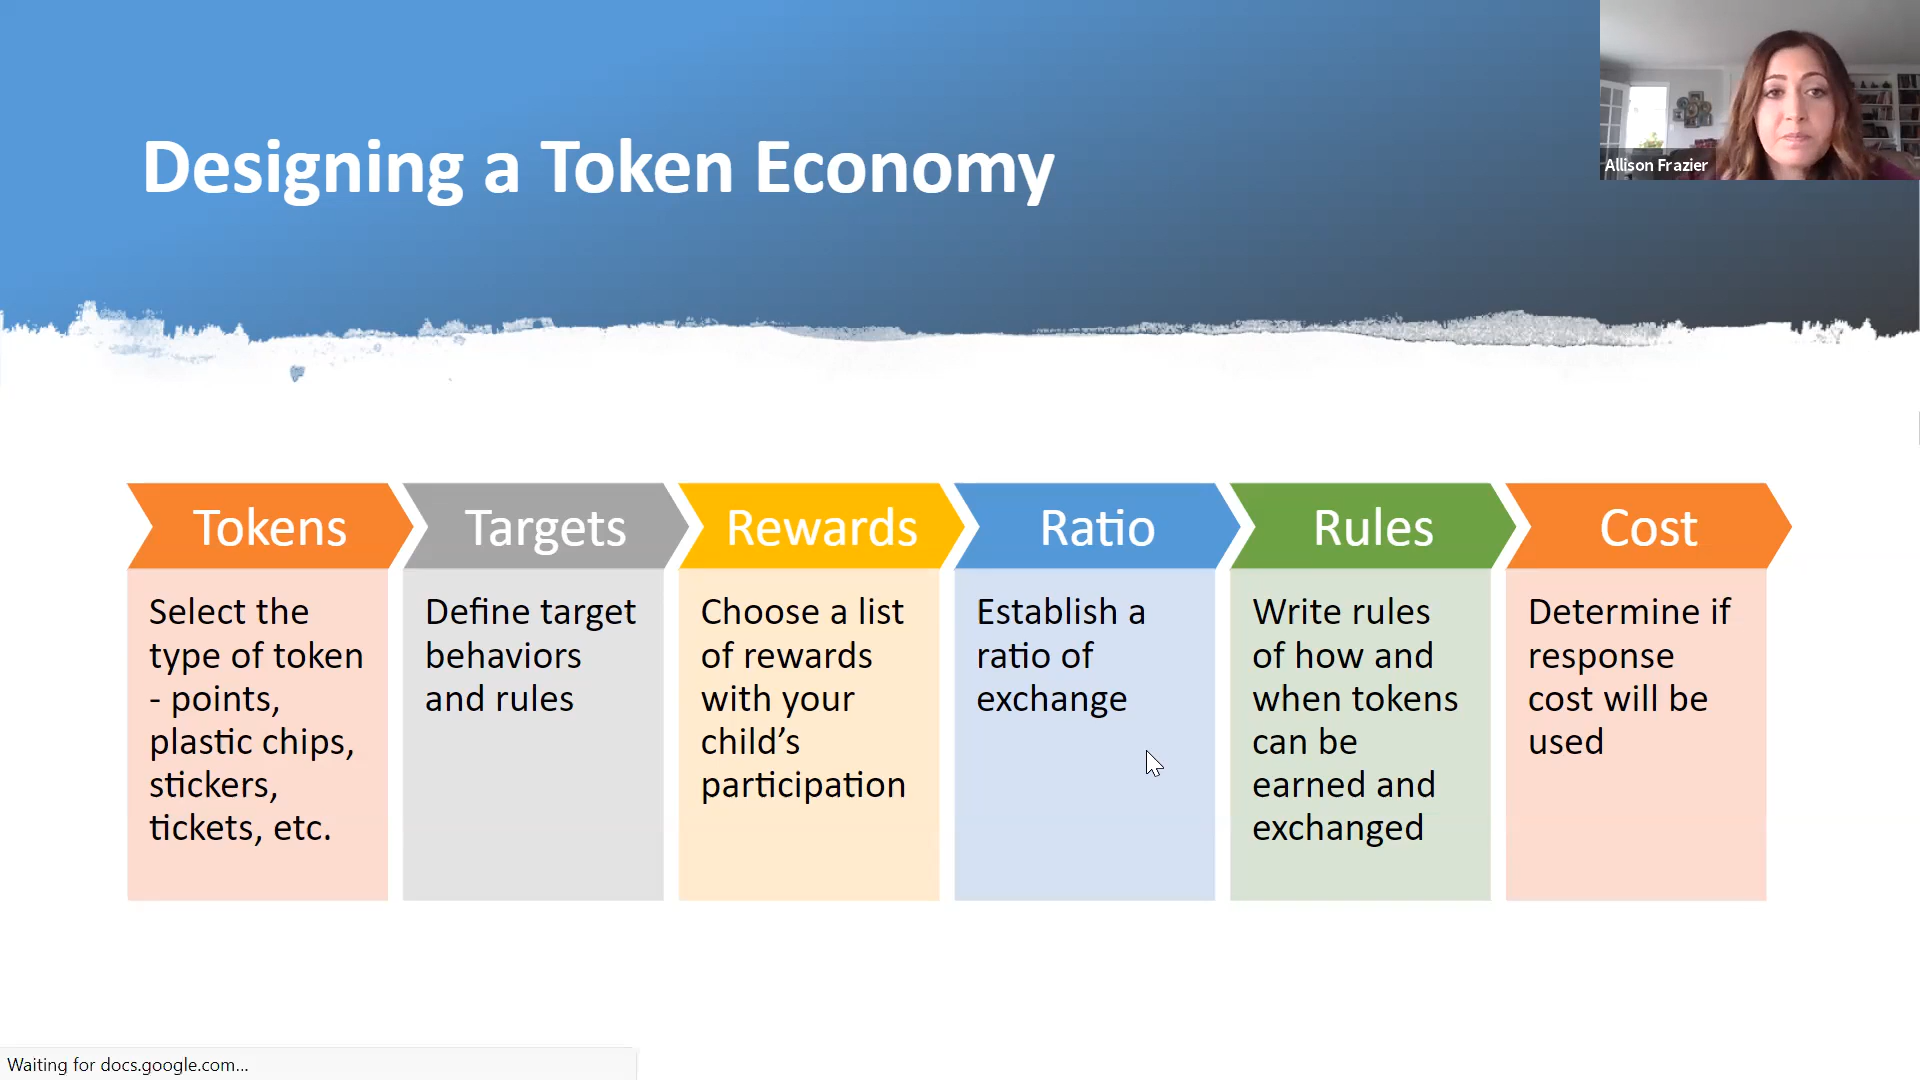 Designing a Token Economy
Allison Frazier
Tokens
Select the
type of token
- points,
plastic chips,
stickers,
tickets, etc.
Targets
Define target
behaviors
and rules
Rewards
Choose a list
of rewards
with your
child’s
participation
Ratio
Establish a
ratio of
exchange
Rules
Write rules
of how and
when tokens
can be
earned and
exchanged
Cost
Determine if
response
cost will be
used
Waiting for docs.google.com...